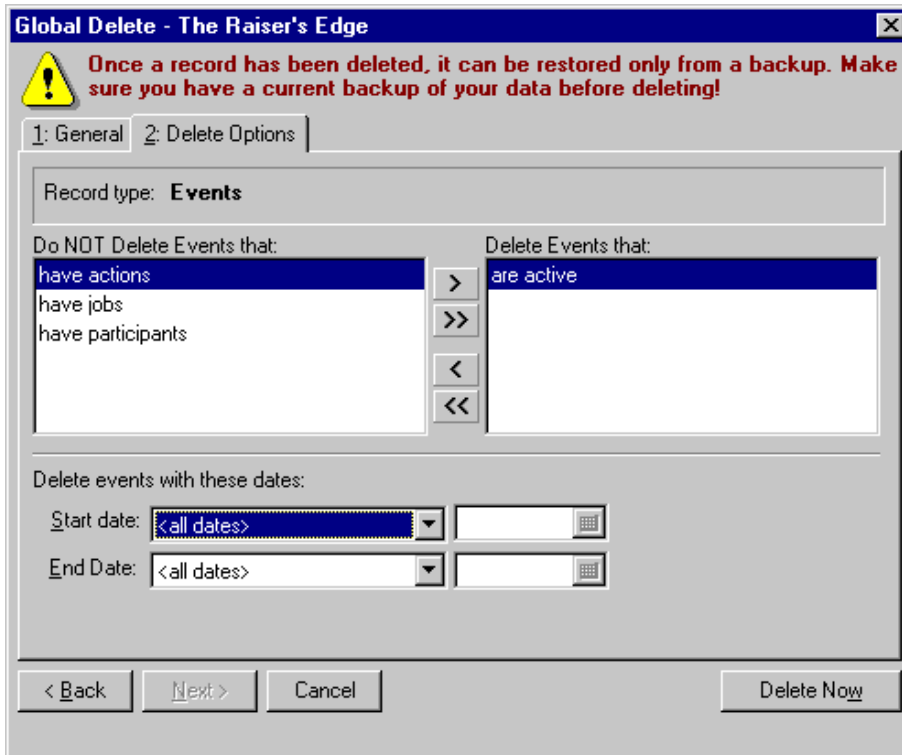 Global Delete - The Raiser's Edge
Once a record has been deleted, it can be restored only from a backup. Make
sure you have a current backup of your data before deleting!
1: General 2: Delete Options
Record type: Events
Do NOT Delete Events that: Delete Events that:
have actions > are active
have jobs
>>
have participants
<
<<
Delete events with these dates:
Start date: <all dates>
End Date: <all dates>
< Back Next > Cancel Delete Now